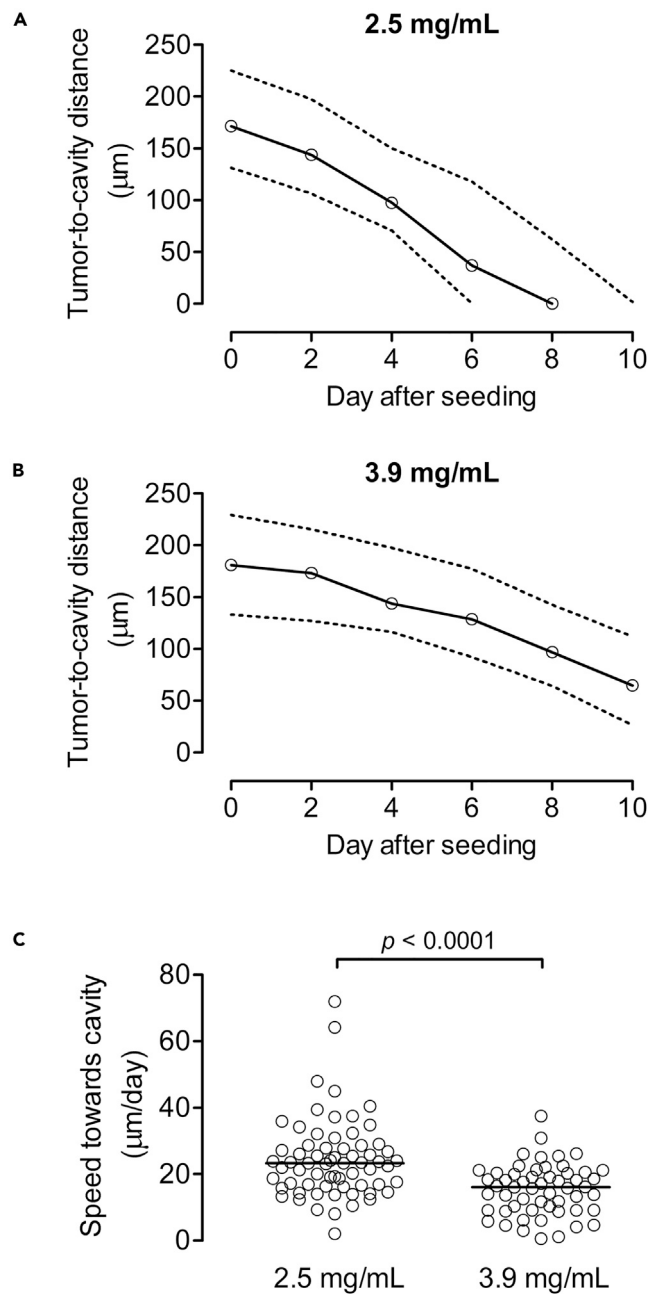 A
2.5 mg/mL
Tumor-to-cavity distance
(µm)
250
200
150
100
50
0
0 2 4 6 8 10
Day after seeding
B
3.9 mg/mL
Tumor-to-cavity distance
(µm)
250
200
150
100
50
0
0 2 4 6 8 10
Day after seeding
C
p < 0.0001
Speed towards cavity
(µm/day)
80
60
40
20
0
2.5 mg/mL 3.9 mg/mL